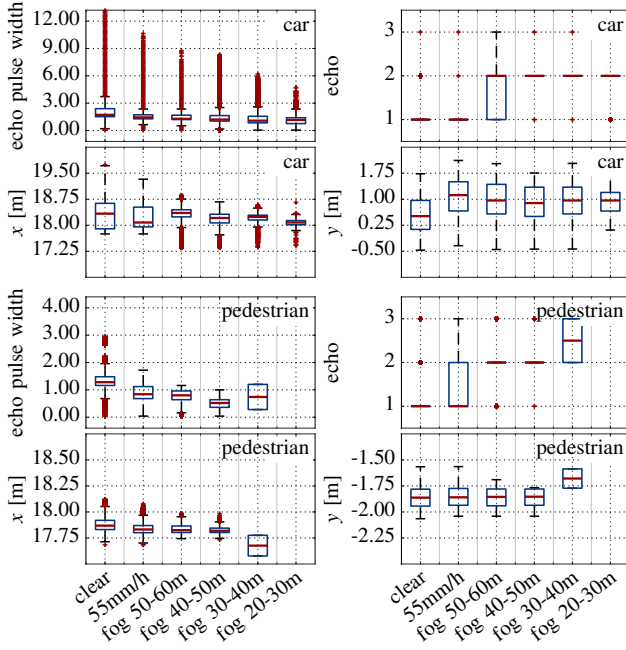 echo pulse width
12.00
9.00
6.00
3.00
0.00
car
echo
3
2
1
car
x [m]
19.50
18.75
18.00
17.25
car
y [m]
1.75
1.00
0.25
-0.50
car
echo pulse width
4.00
3.00
2.00
1.00
0.00
pedestrian
echo
3
2
1
pedestrian
x [m]
18.50
18.25
18.00
17.75
pedestrian
y [m]
-1.50
-1.75
-2.00
-2.25
pedestrian
clear
55mm/h
fog 50-60m
fog 40-50m
fog 30-40m
fog 20-30m
clear
55mm/h
fog 50-60m
fog 40-50m
fog 30-40m
fog 20-30m